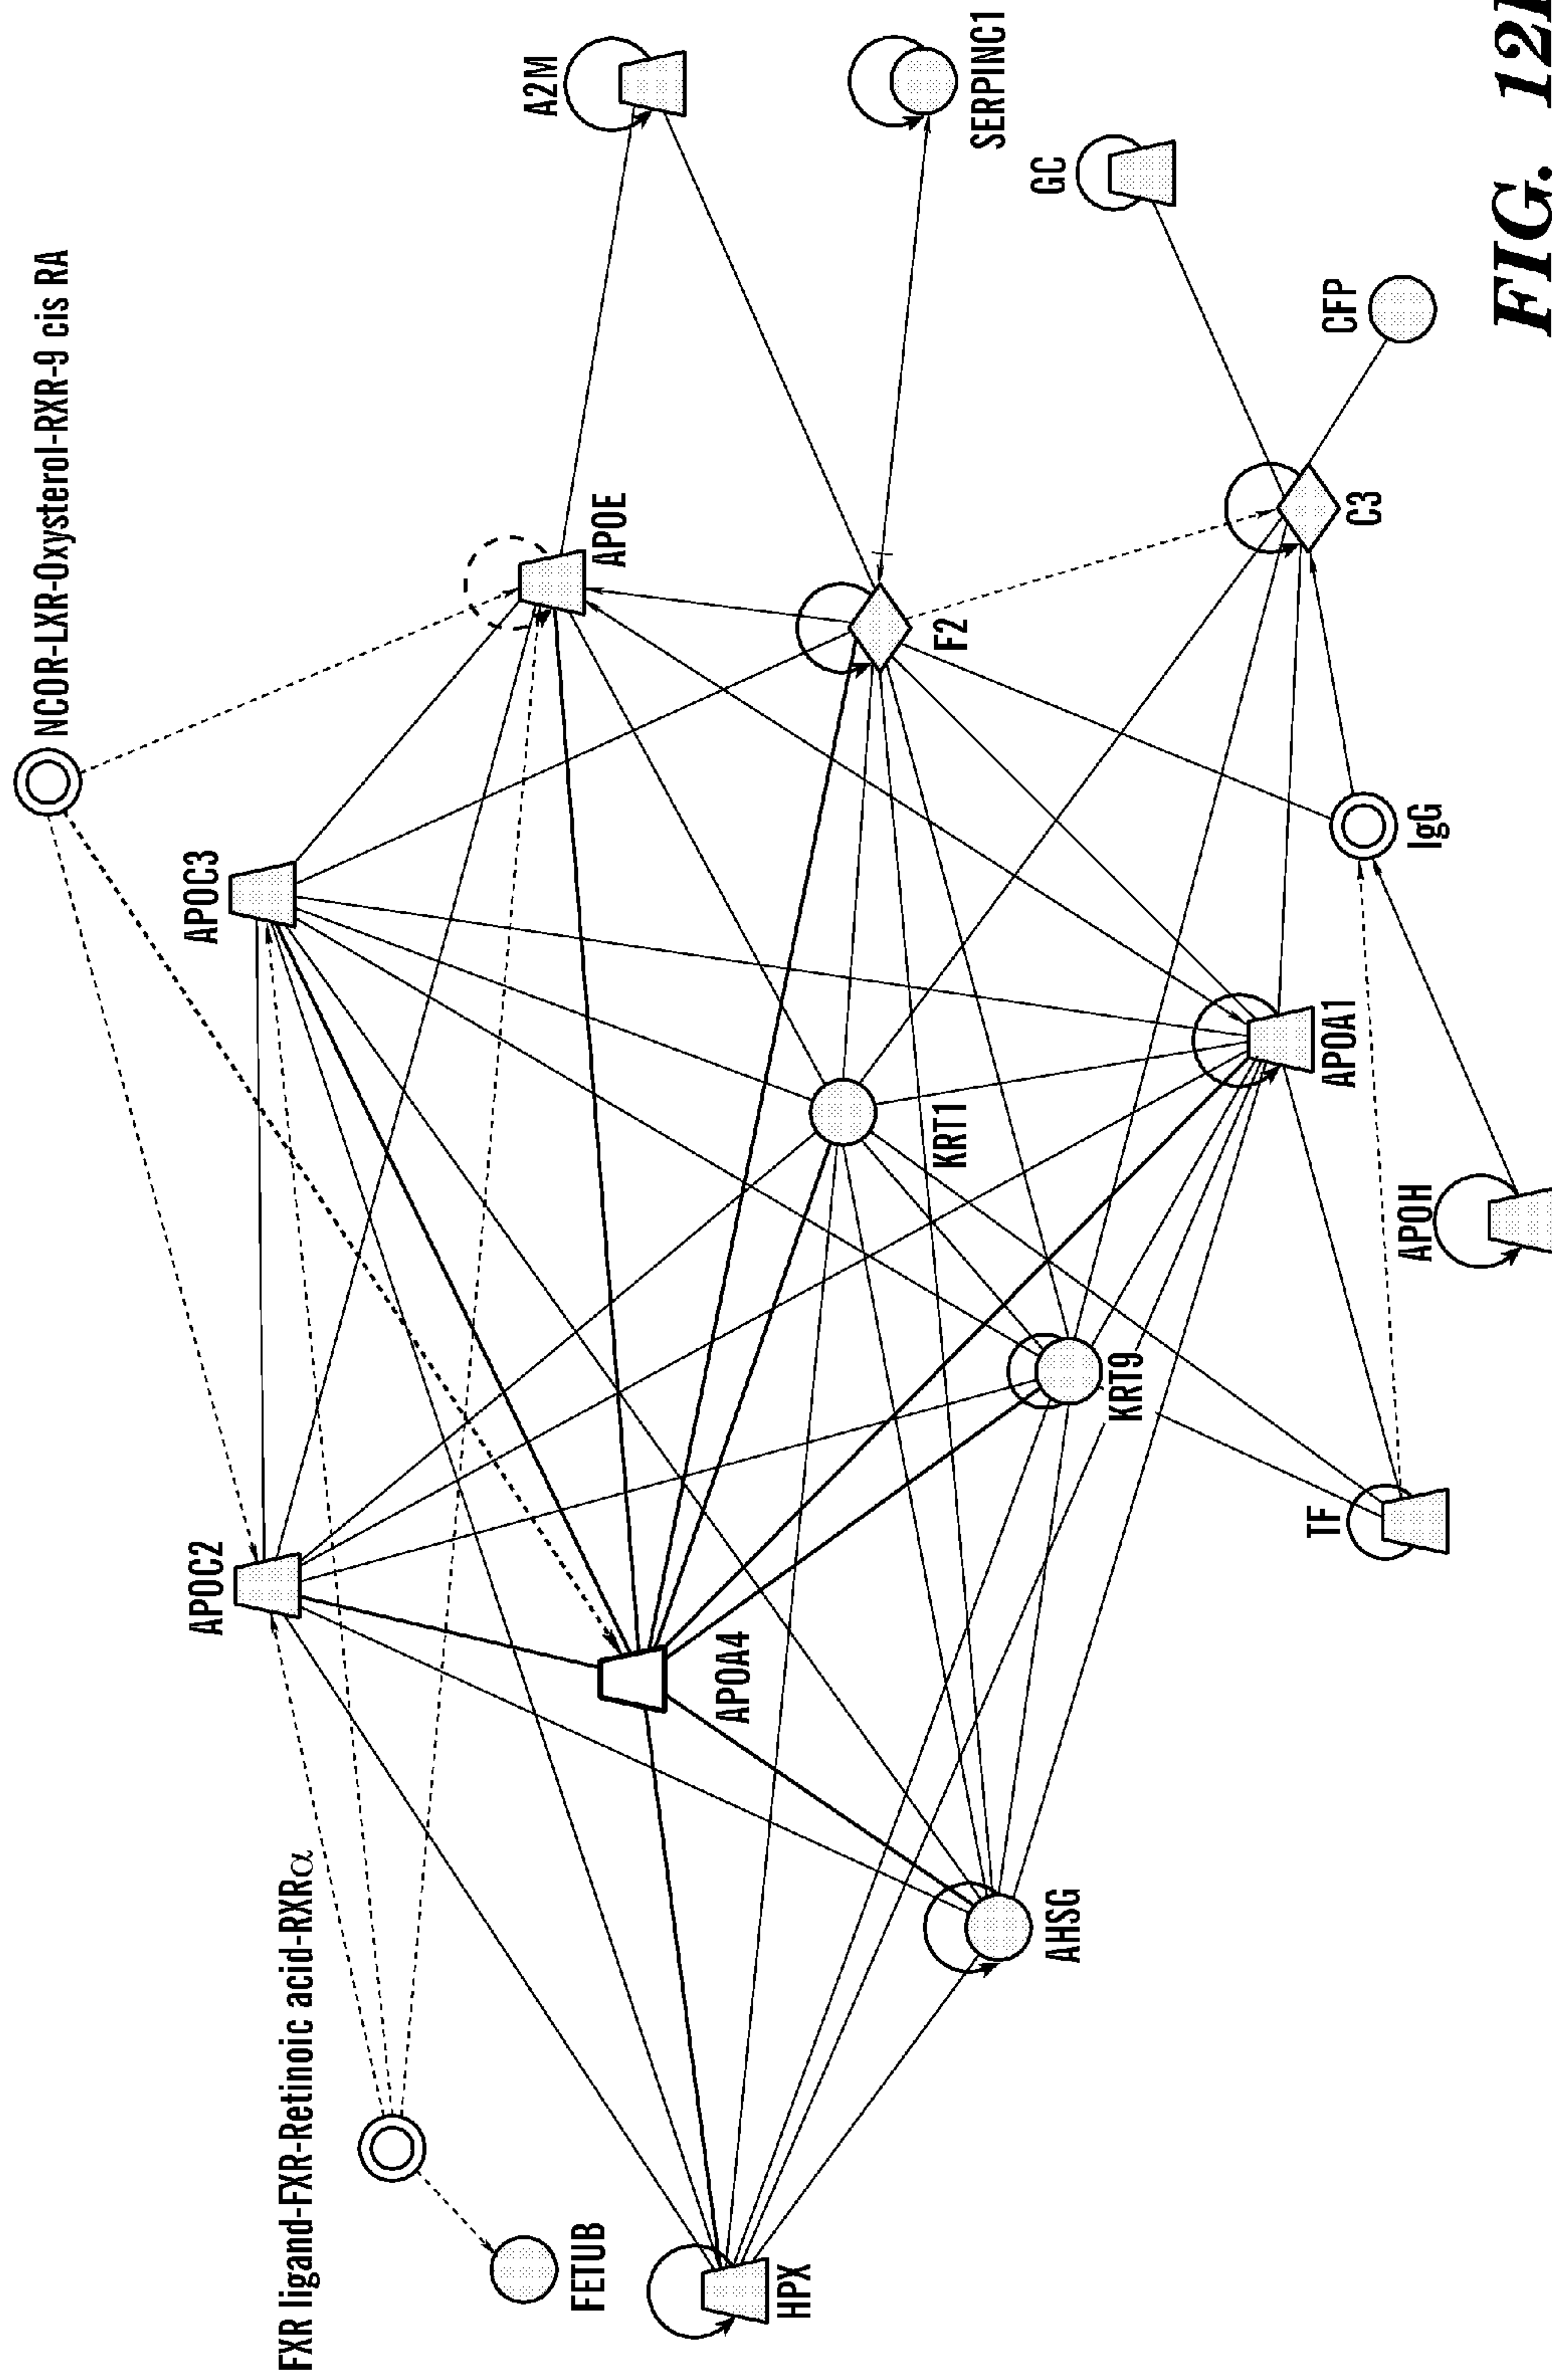 NCOR-LXR-Oxysterol-RXR-9 cis RA
APOC2
APOC3
FXR ligand-FXR-Retinoic acid-RXRα
A2M
FETUB
APOE
APOA4
HPX
KRT1
F2
SERPINC1
GC
AHSG
KRT9
TF
APOA1
CFP
C3
APOH
IgG
FIG.